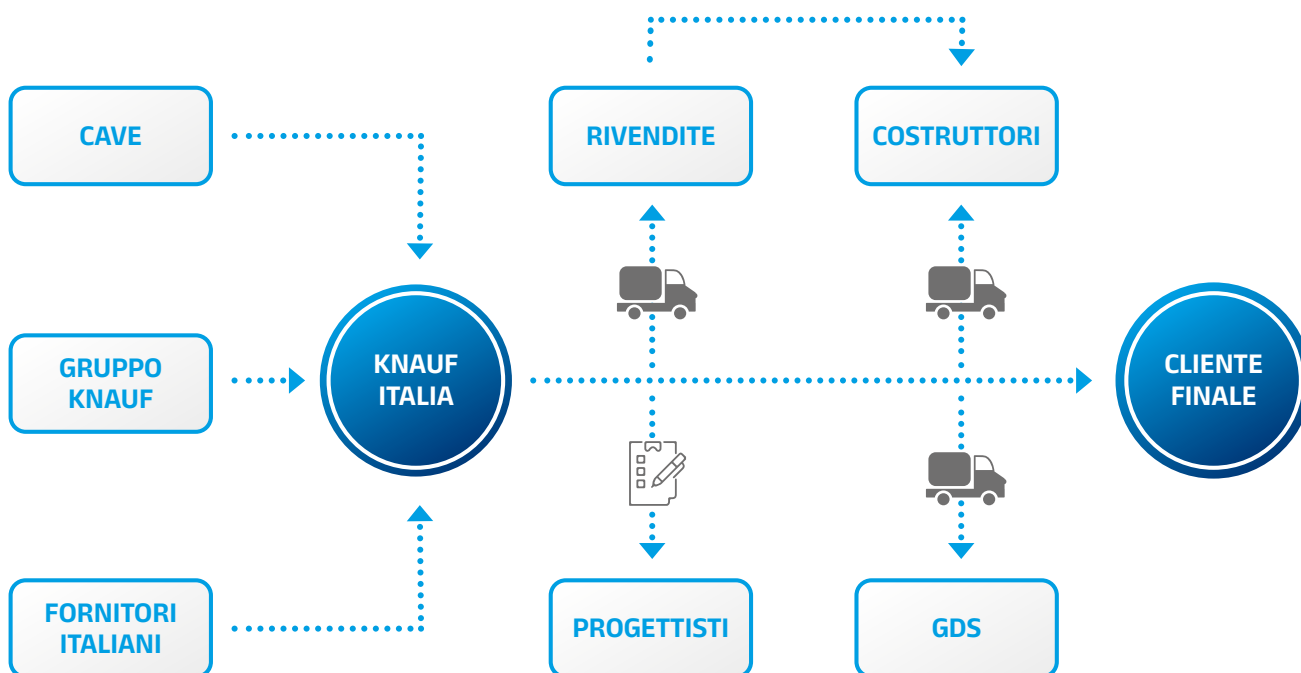 CAVE
RIVENDITE
COSTRUTTORI
GRUPPO
KNAUF
KNAUF
ITALIA
CLIENTE
FINALE
FORNITORI
ITALIANI
PROGETTISTI
GDS